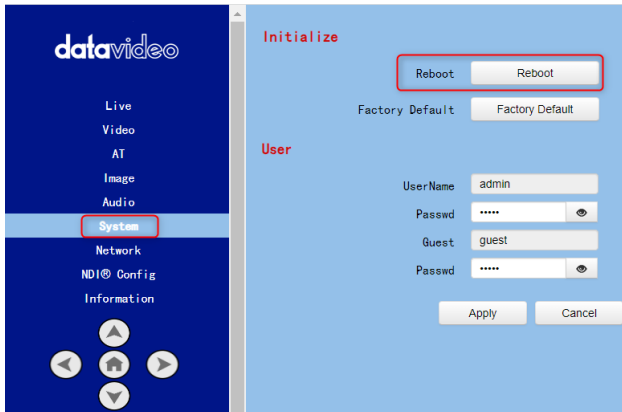 datavideo
Live
Video
AT
Image
Audio
System
Network
NDI® Config
Information
Initialize
Reboot Reboot
Factory Default Factory Default
User
UserName admin
Passwd •••••
Guest guest
Passwd •••••
Apply Cancel